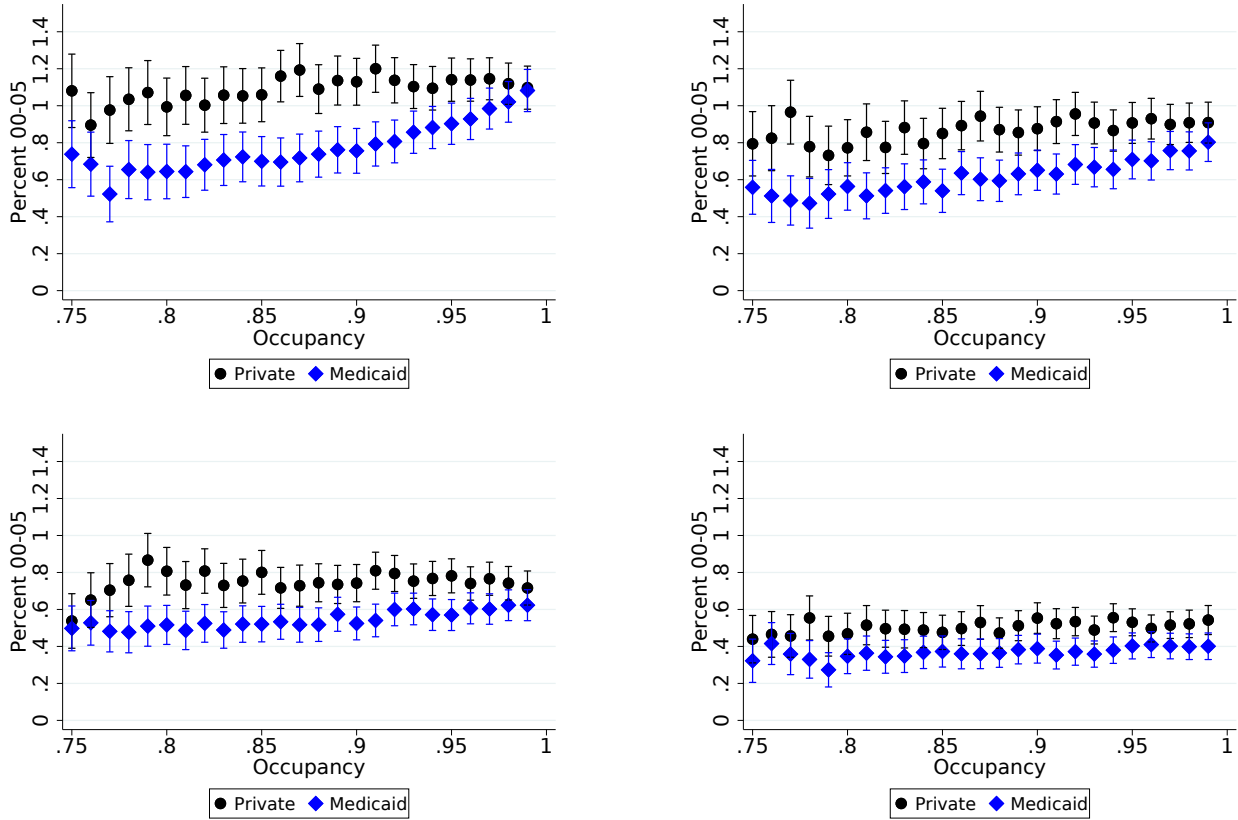 Percent 00-05
1.4
1.2
1
.8
.6
.4
.2
0
.75 .8 .85 .9 .95 1
Occupancy
Private Medicaid
Percent 00-05
1.4
1.2
1
.8
.6
.4
.2
0
.75 .8 .85 .9 .95 1
Occupancy
Private Medicaid
Percent 00-05
1.4
1.2
1
.8
.6
.4
.2
0
.75 .8 .85 .9 .95 1
Occupancy
Private Medicaid
Percent 00-05
1.4
1.2
1
.8
.6
.4
.2
0
.75 .8 .85 .9 .95 1
Occupancy
Private Medicaid